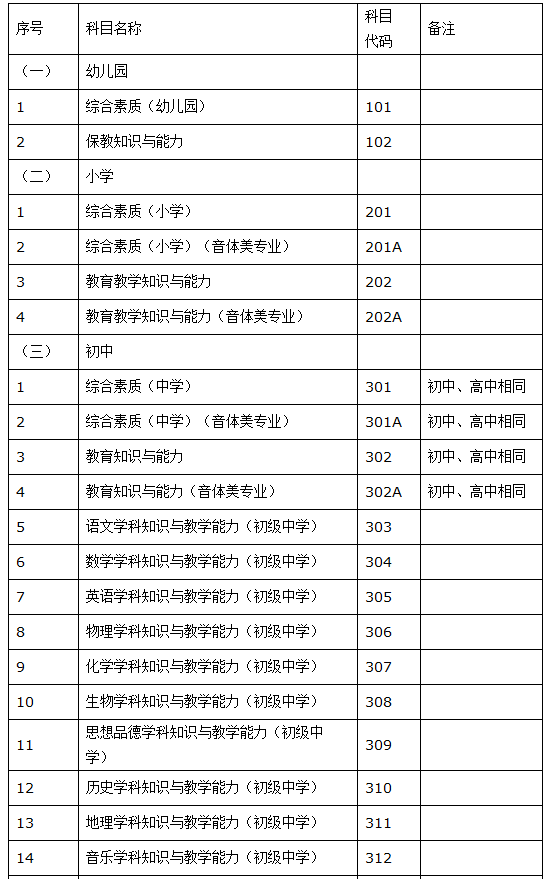 序号 科目名称 科目代码 备注
（一） 幼儿园
1 综合素质（幼儿园） 101
2 保教知识与能力 102
（二） 小学
1 综合素质（小学） 201
2 综合素质（小学）（音体美专业） 201A
3 教育教学知识与能力 202
4 教育教学知识与能力（音体美专业） 202A
（三） 初中
1 综合素质（中学） 301 初中、高中相同
2 综合素质（中学）（音体美专业） 301A 初中、高中相同
3 教育知识与能力 302 初中、高中相同
4 教育知识与能力（音体美专业） 302A 初中、高中相同
5 语文学科知识与教学能力（初级中学） 303
6 数学学科知识与教学能力（初级中学） 304
7 英语学科知识与教学能力（初级中学） 305
8 物理学科知识与教学能力（初级中学） 306
9 化学学科知识与教学能力（初级中学） 307
10 生物学科知识与教学能力（初级中学） 308
11 思想品德学科知识与教学能力（初级中学） 309
12 历史学科知识与教学能力（初级中学） 310
13 地理学科知识与教学能力（初级中学） 311
14 音乐学科知识与教学能力（初级中学） 312